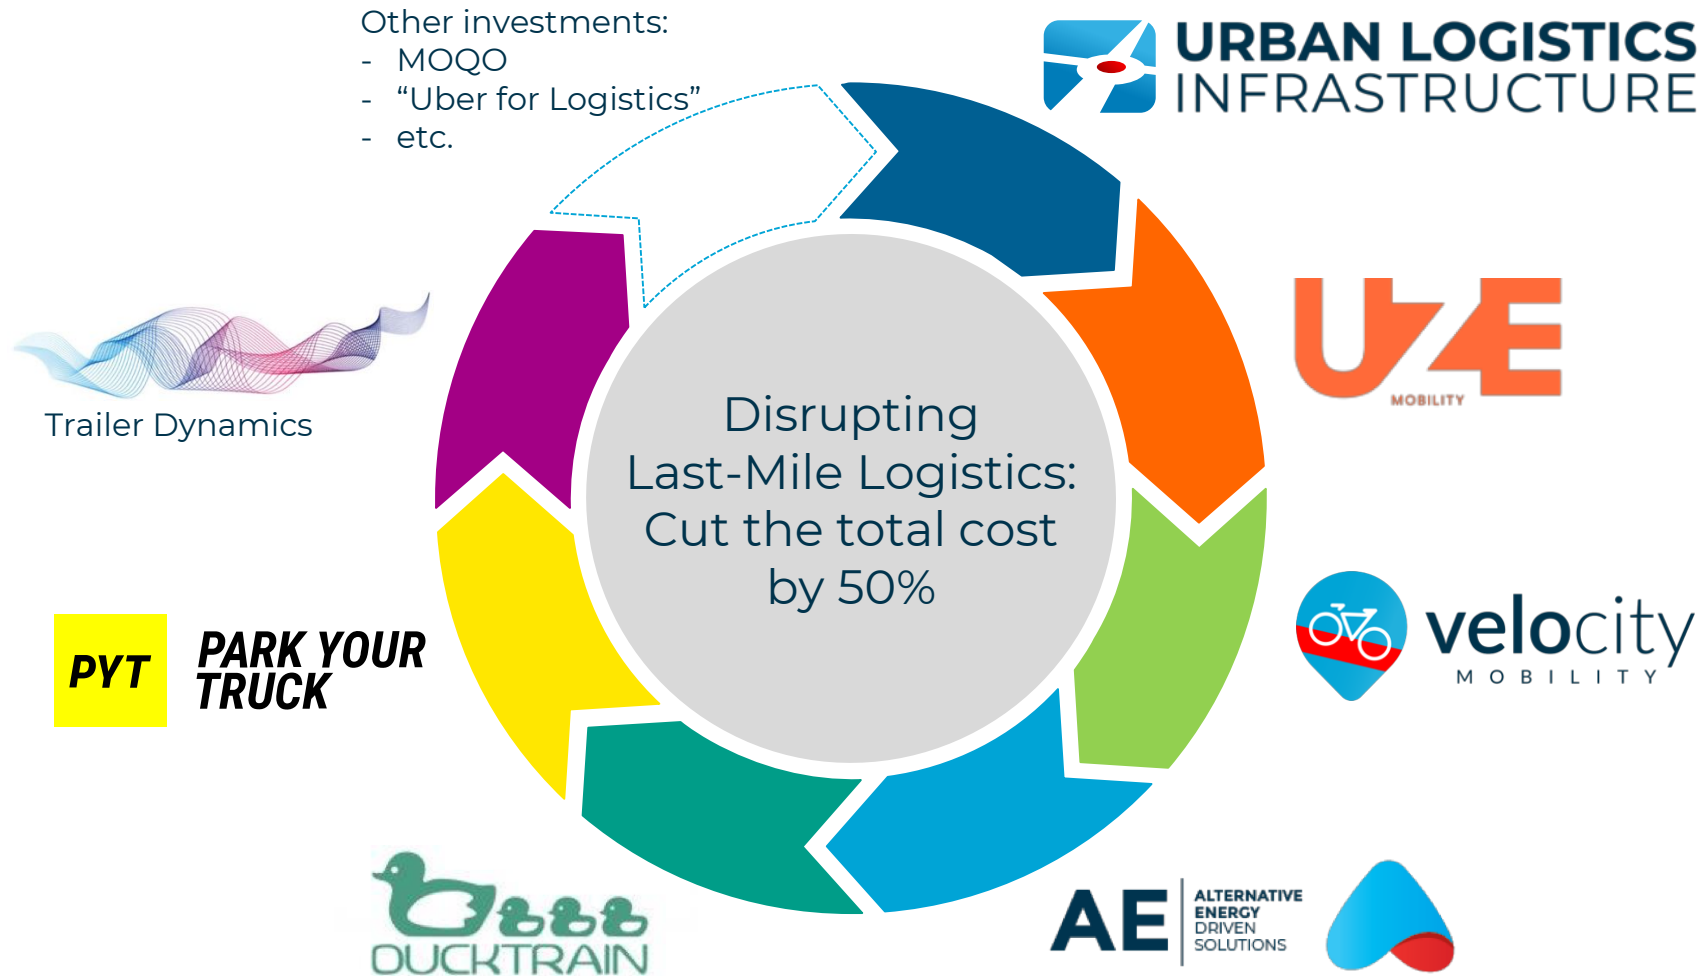 Other investments:
- MOQO
- “Uber for Logistics”
- etc.
URBAN LOGISTICS
INFRASTRUCTURE
UZE
MOBILITY
Trailer Dynamics
Disrupting
Last-Mile Logistics:
Cut the total cost
by 50%
PYT
PARK YOUR
TRUCK
velocity
MOBILITY
DUCKTRAIN
AE
ALTERNATIVE
ENERGY
DRIVEN
SOLUTIONS